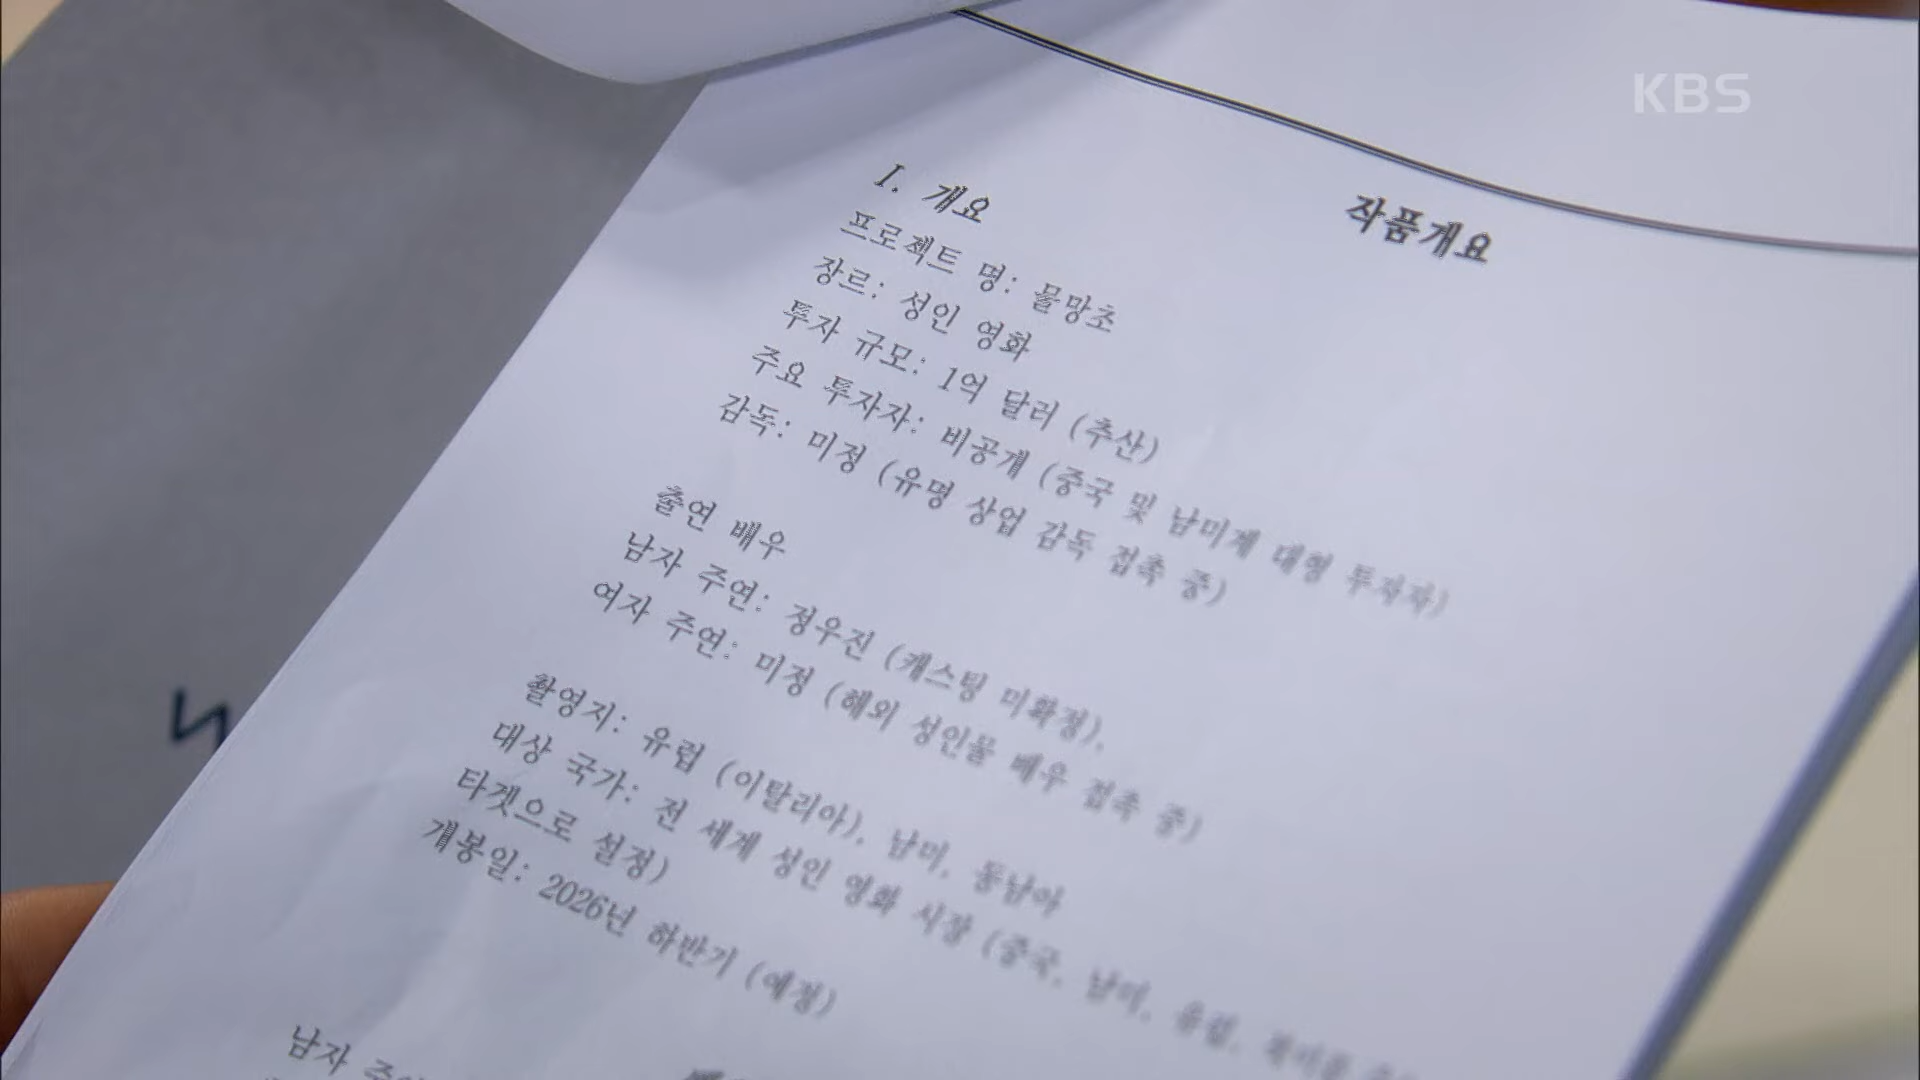 KBS
작품개요
I. 개요
프로젝트 명: 물망초
장르: 성인 영화
투자 규모: 1억 달러 (추산)
주요 투자자: 비공개 (중국 및 남미계 대형 투자자)
감독: 미정 (유명 상업 감독 접촉 중)
출연 배우
남자 주연: 정우진 (캐스팅 미확정),
여자 주연: 미정 (해외 성인물 배우 접촉 중)
촬영지: 유럽 (이탈리아), 남미, 동남아
대상 국가: 전 세계 성인 영화 시장 (중국, 남미, 유럽,
타겟으로 설정)
개봉일: 2026년 하반기 (예정)
남자